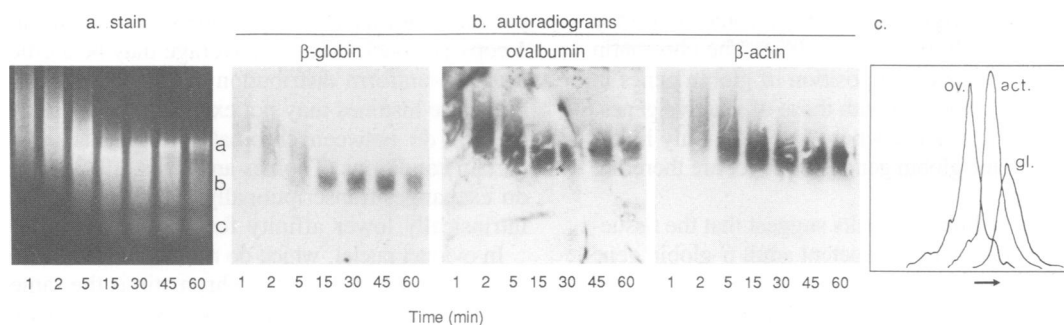 a. stain
b. autoradiograms
c.
β-globin
ovalbumin
β-actin
ov.
act.
gl.
a
b
c
1 2 5 15 30 45 60
1 2 5 15 30 45 60
1 2 5 15 30 45 60
1 2 5 15 30 45 60
Time (min)